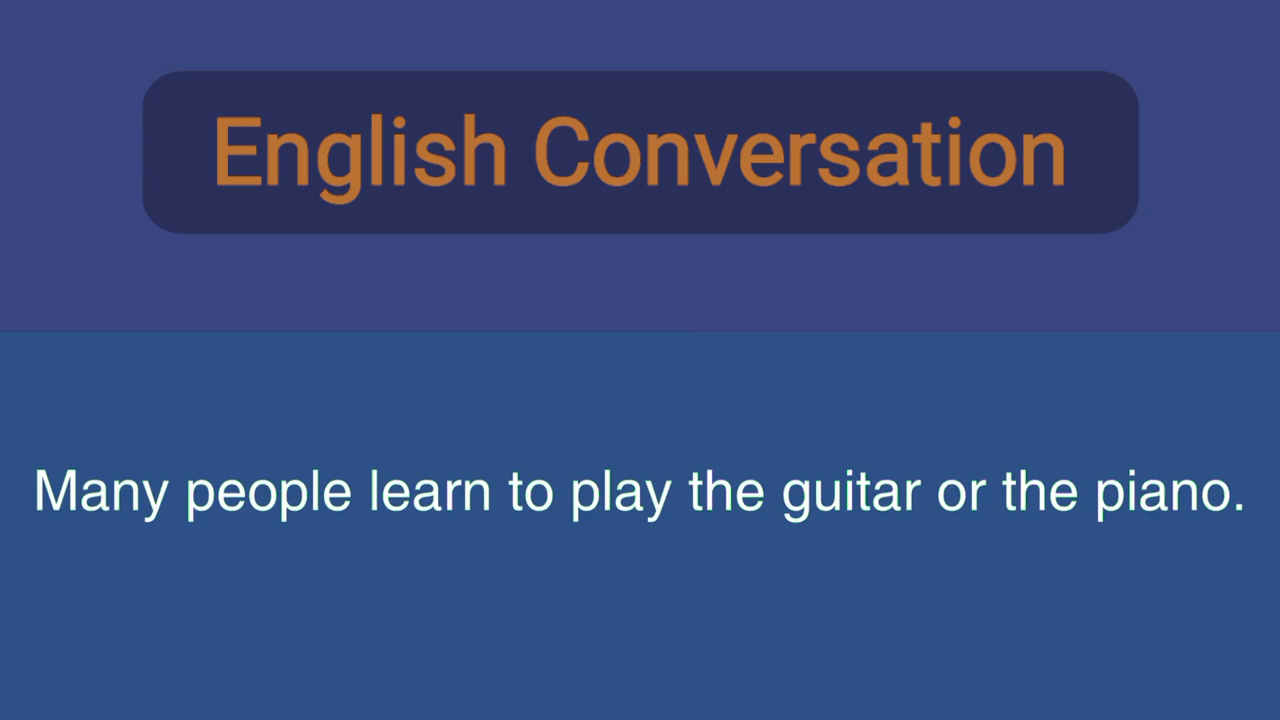 English Conversation
Many people learn to play the guitar or the piano.